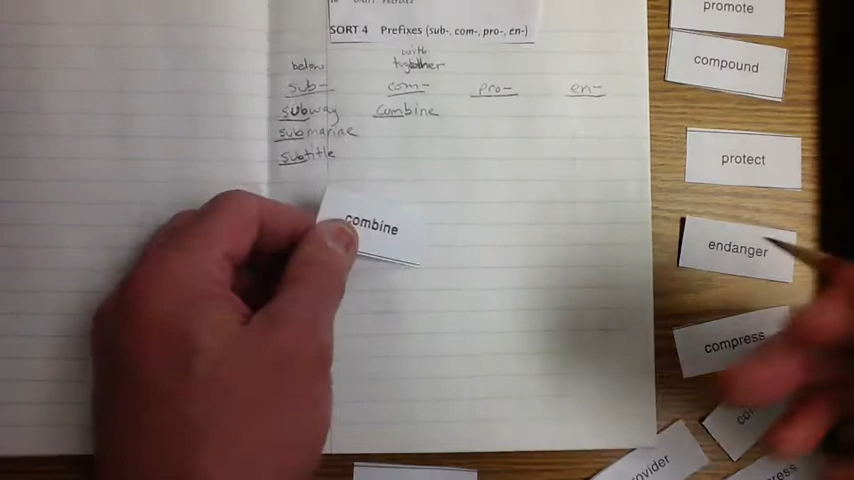 SORT 4 Prefixes (sub-, com-, pro-, en-)
with
below together
sub- com- pro- en-
subway combine
submarine
subtitle
combine
promote
compound
protect
endanger
compress